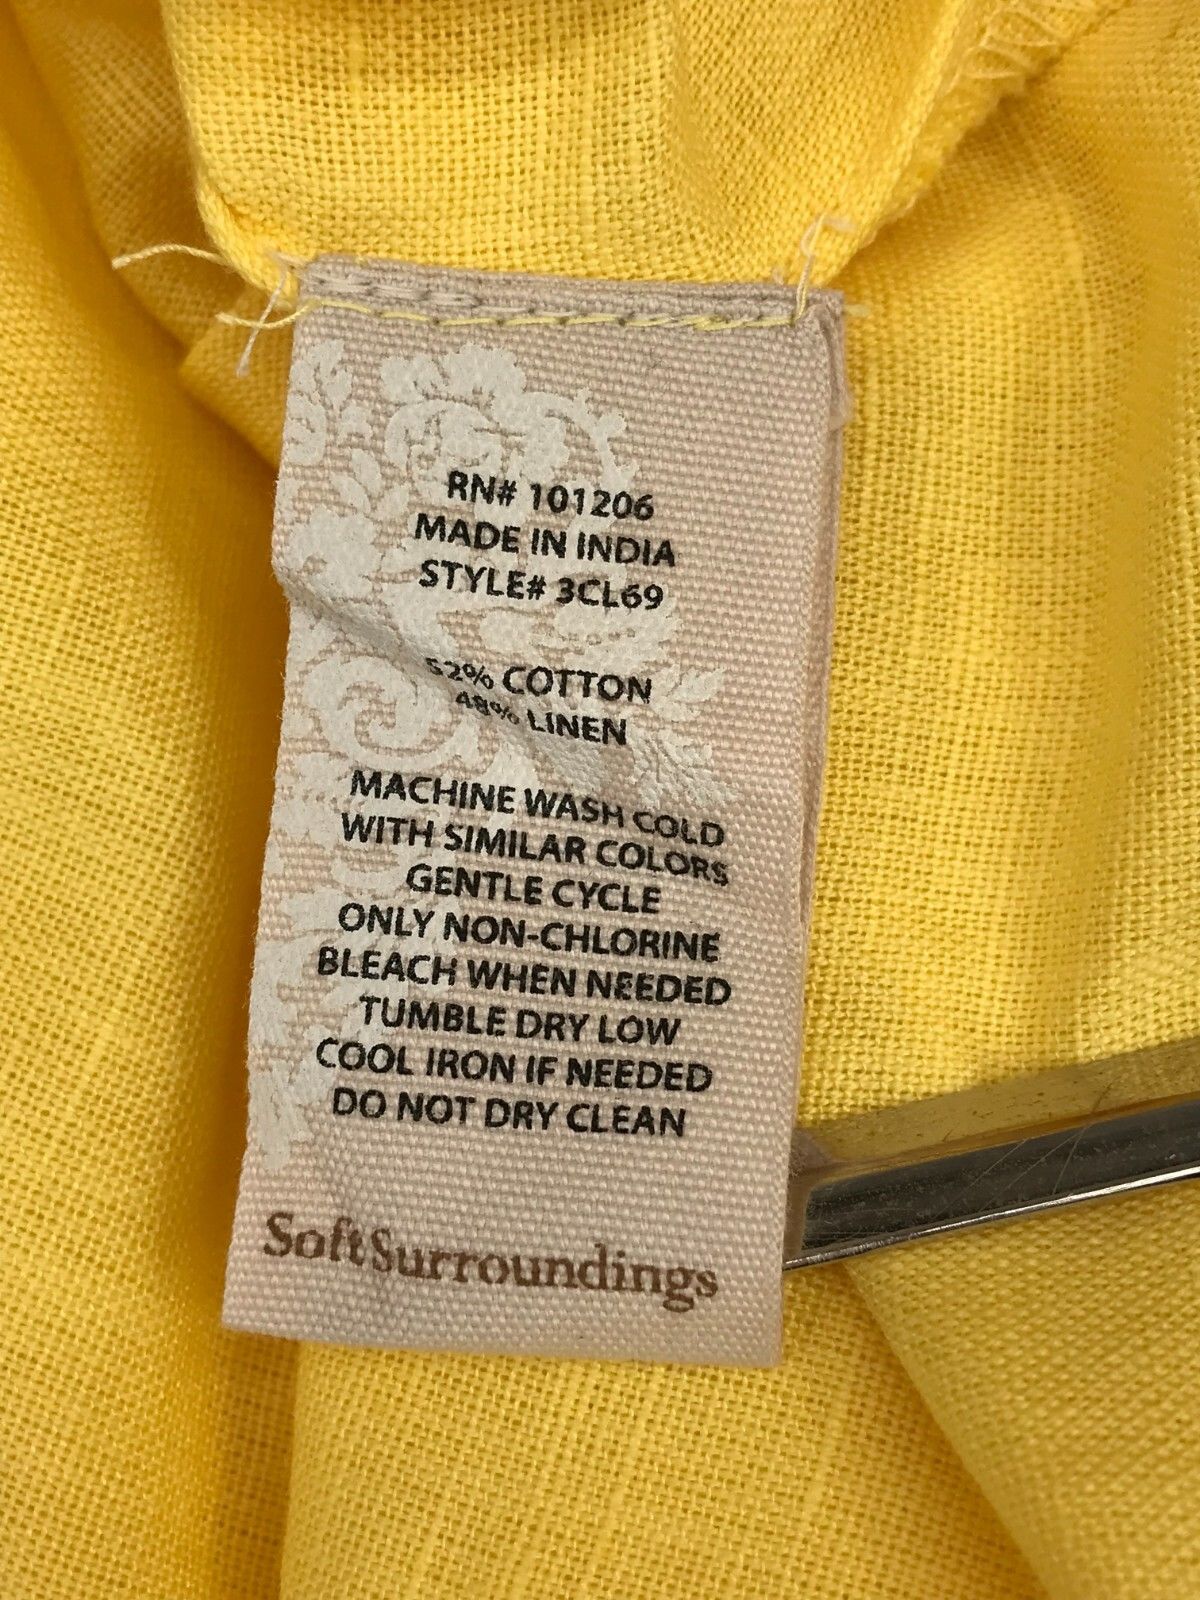 RN# 101206
MADE IN INDIA
STYLE# 3CL69
52% COTTON
48% LINEN
MACHINE WASH COLD
WITH SIMILAR COLORS
GENTLE CYCLE
ONLY NON-CHLORINE
BLEACH WHEN NEEDED
TUMBLE DRY LOW
COOL IRON IF NEEDED
DO NOT DRY CLEAN
SoftSurroundings